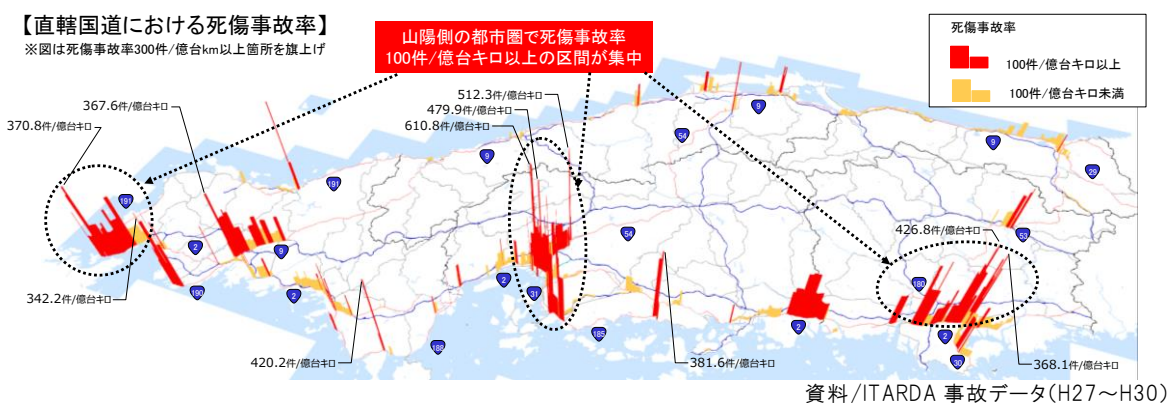 【直轄国道における死傷事故率】
※図は死傷事故率300件/億台km以上箇所を旗上げ
山陽側の都市圏で死傷事故率
100件/億台キロ以上の区間が集中
死傷事故率
100件/億台キロ以上
100件/億台キロ未満
512.3件/億台キロ
479.9件/億台キロ
610.8件/億台キロ
367.6件/億台キロ
370.8件/億台キロ
9
54
9
29
9
191
191
2
9
54
53
426.8件/億台キロ
180
342.2件/億台キロ
190
2
2
31
185
188
2
2
30
420.2件/億台キロ
381.6件/億台キロ
368.1件/億台キロ
資料/ITARDA 事故データ(H27～H30)